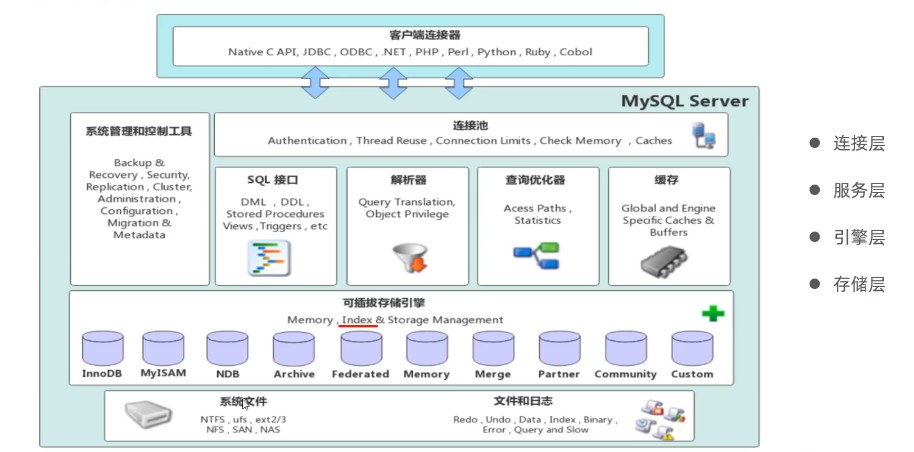 客户端连接器
Native C API, JDBC , ODBC , .NET , PHP , Perl , Python , Ruby , Cobol
MySQL Server
系统管理和控制工具
Backup &
Recovery , Security,
Replication , Cluster,
Administration ,
Configuration ,
Migration &
Metadata
连接池
Authentication , Thread Reuse , Connection Limits , Check Memory , Caches
SQL 接口
DML , DDL ,
Stored Procedures
Views ,Triggers , etc
解析器
Query Translation,
Object Privilege
查询优化器
Acess Paths ,
Statistics
缓存
Global and Engine
Specific Caches &
Buffers
可插拔存储引擎
Memory , Index & Storage Management
InnoDB MyISAM NDB Archive Federated Memory Merge Partner Community Custom
系统文件
NTFS , ufs , ext2/3
NFS , SAN , NAS
文件和日志
Redo , Undo , Data , Index , Binary ,
Error , Query and Slow
连接层
服务层
引擎层
存储层